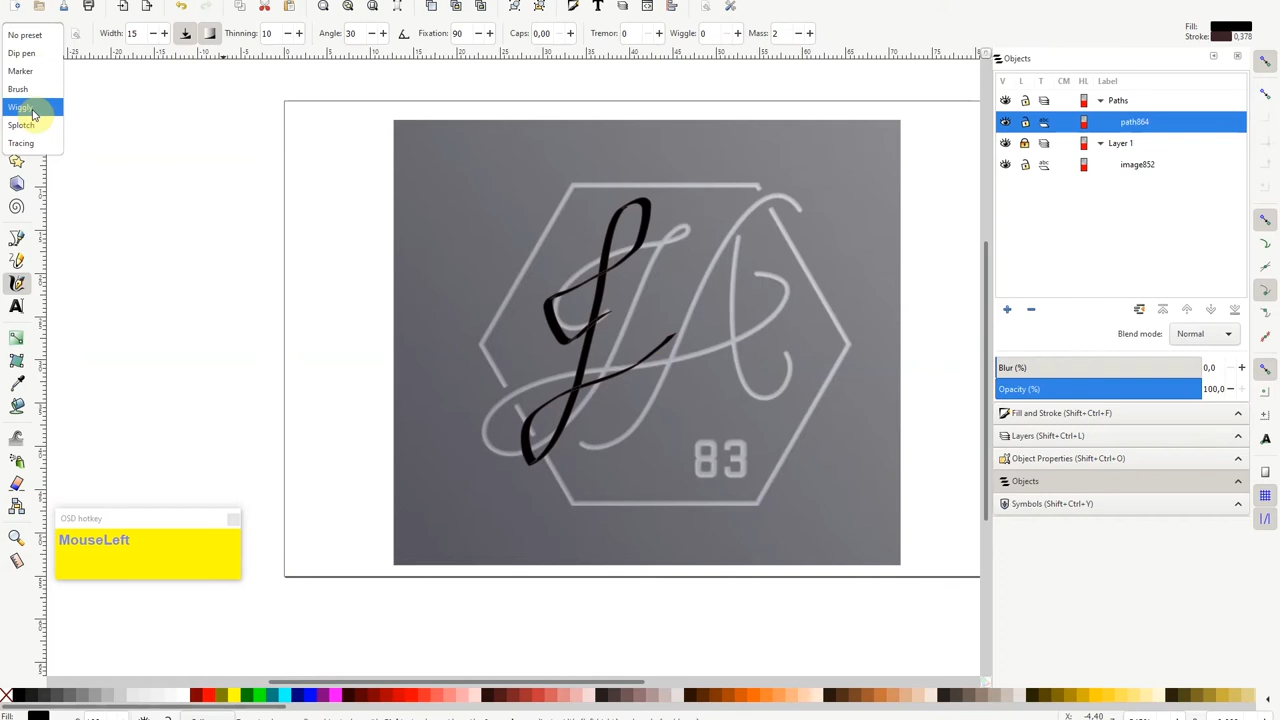 No preset
Dip pen
Marker
Brush
Wiggly
Splotch
Tracing
Width: 15 Thinning: 10 Angle: 30 Fixation: 90 Caps: 0,00 Tremor: 0 Wiggle: 0 Mass: 2
Fill:
Stroke: 0,378
Objects
V L T CM HL Label
Paths
path864
Layer 1
image852
Blend mode: Normal
Blur (%) 0,0
Opacity (%) 100,0
Fill and Stroke (Shift+Ctrl+F)
Layers (Shift+Ctrl+L)
Object Properties (Ctrl+Shift+O)
Objects
Symbols (Shift+Ctrl+Y)
83
OSD hotkey
MouseLeft
Fill:
X: -4,40